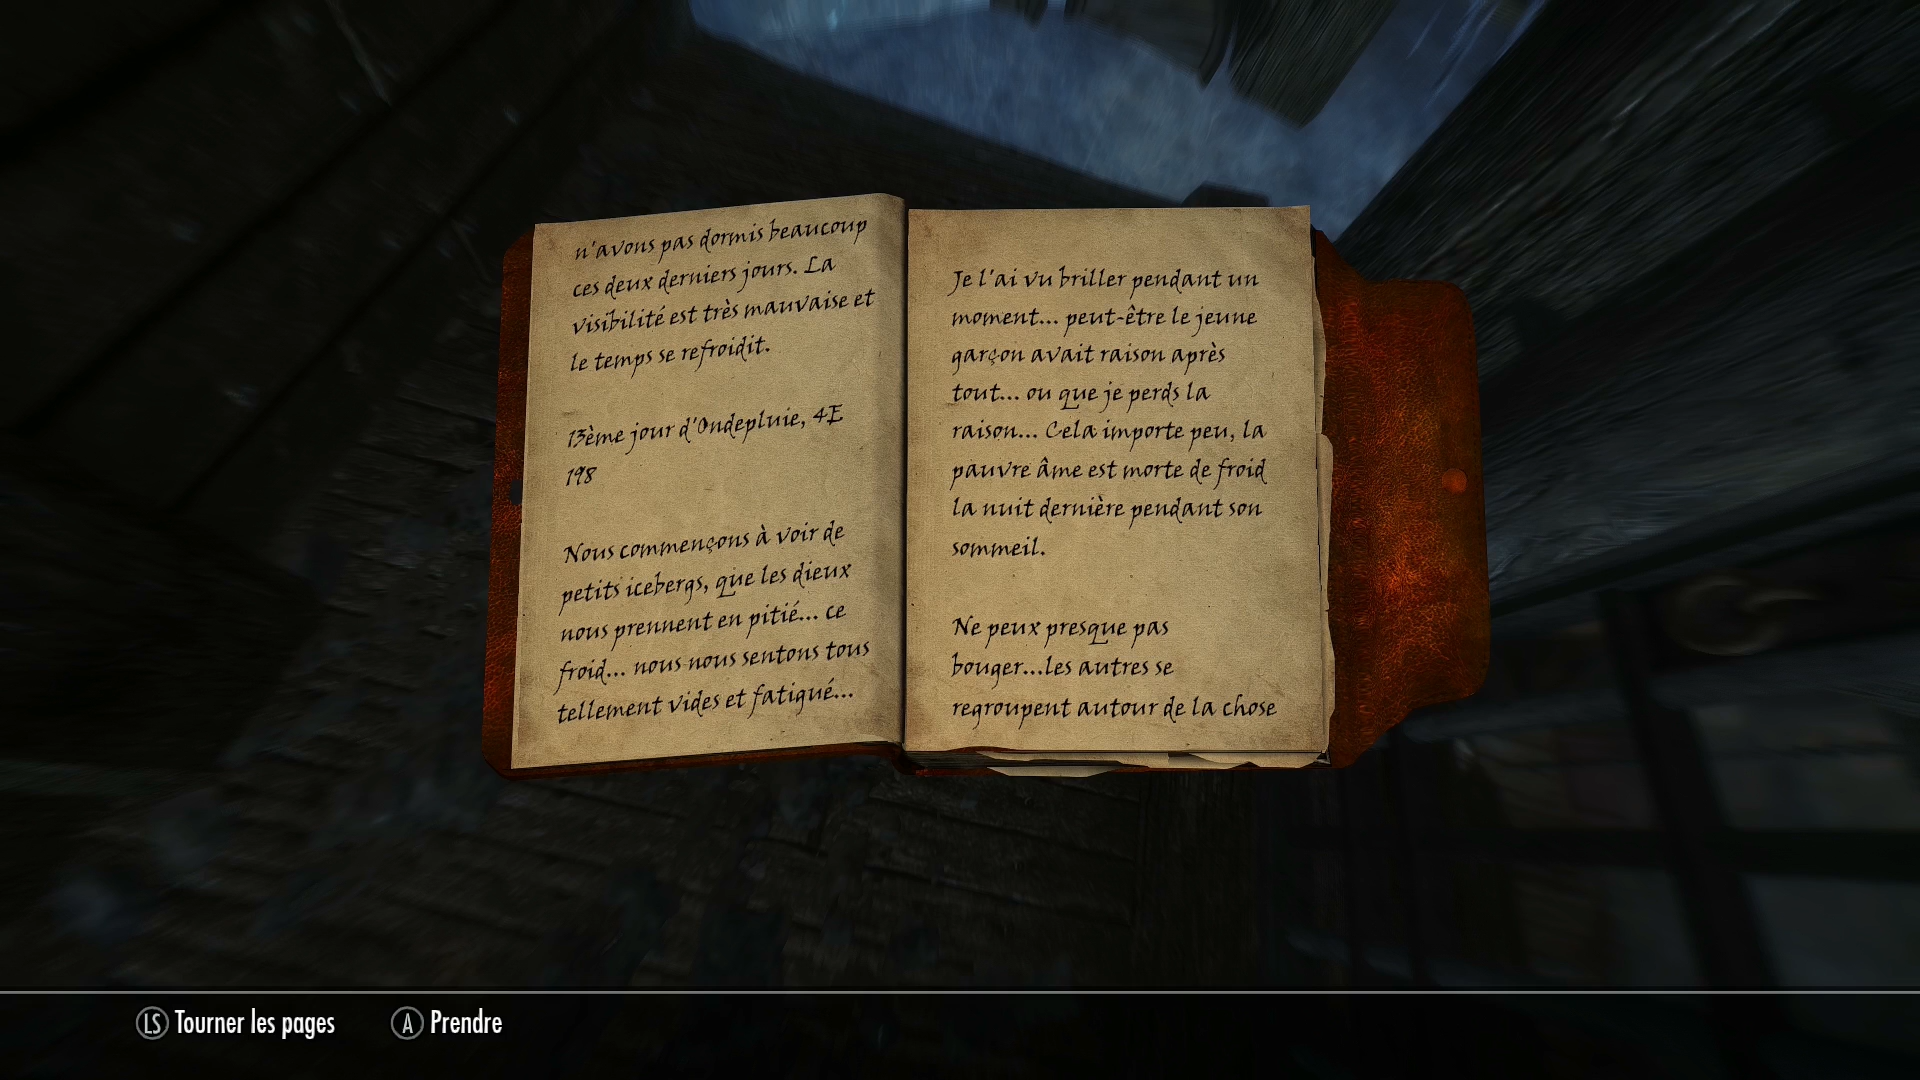 n'avons pas dormis beaucoup
ces deux derniers jours. La
visibilité est très mauvaise et
le temps se refroidit.
13ème jour d'Ondepluie, 4E
198
Nous commençons à voir de
petits icebergs, que les dieux
nous prennent en pitié... ce
froid... nous nous sentons tous
tellement vides et fatigué...
Je l'ai vu briller pendant un
moment... peut-être le jeune
garçon avait raison après
tout... ou que je perds la
raison... Cela importe peu, la
pauvre âme est morte de froid
la nuit dernière pendant son
sommeil.
Ne peux presque pas
bouger...les autres se
regroupent autour de la chose
LS Tourner les pages
A Prendre